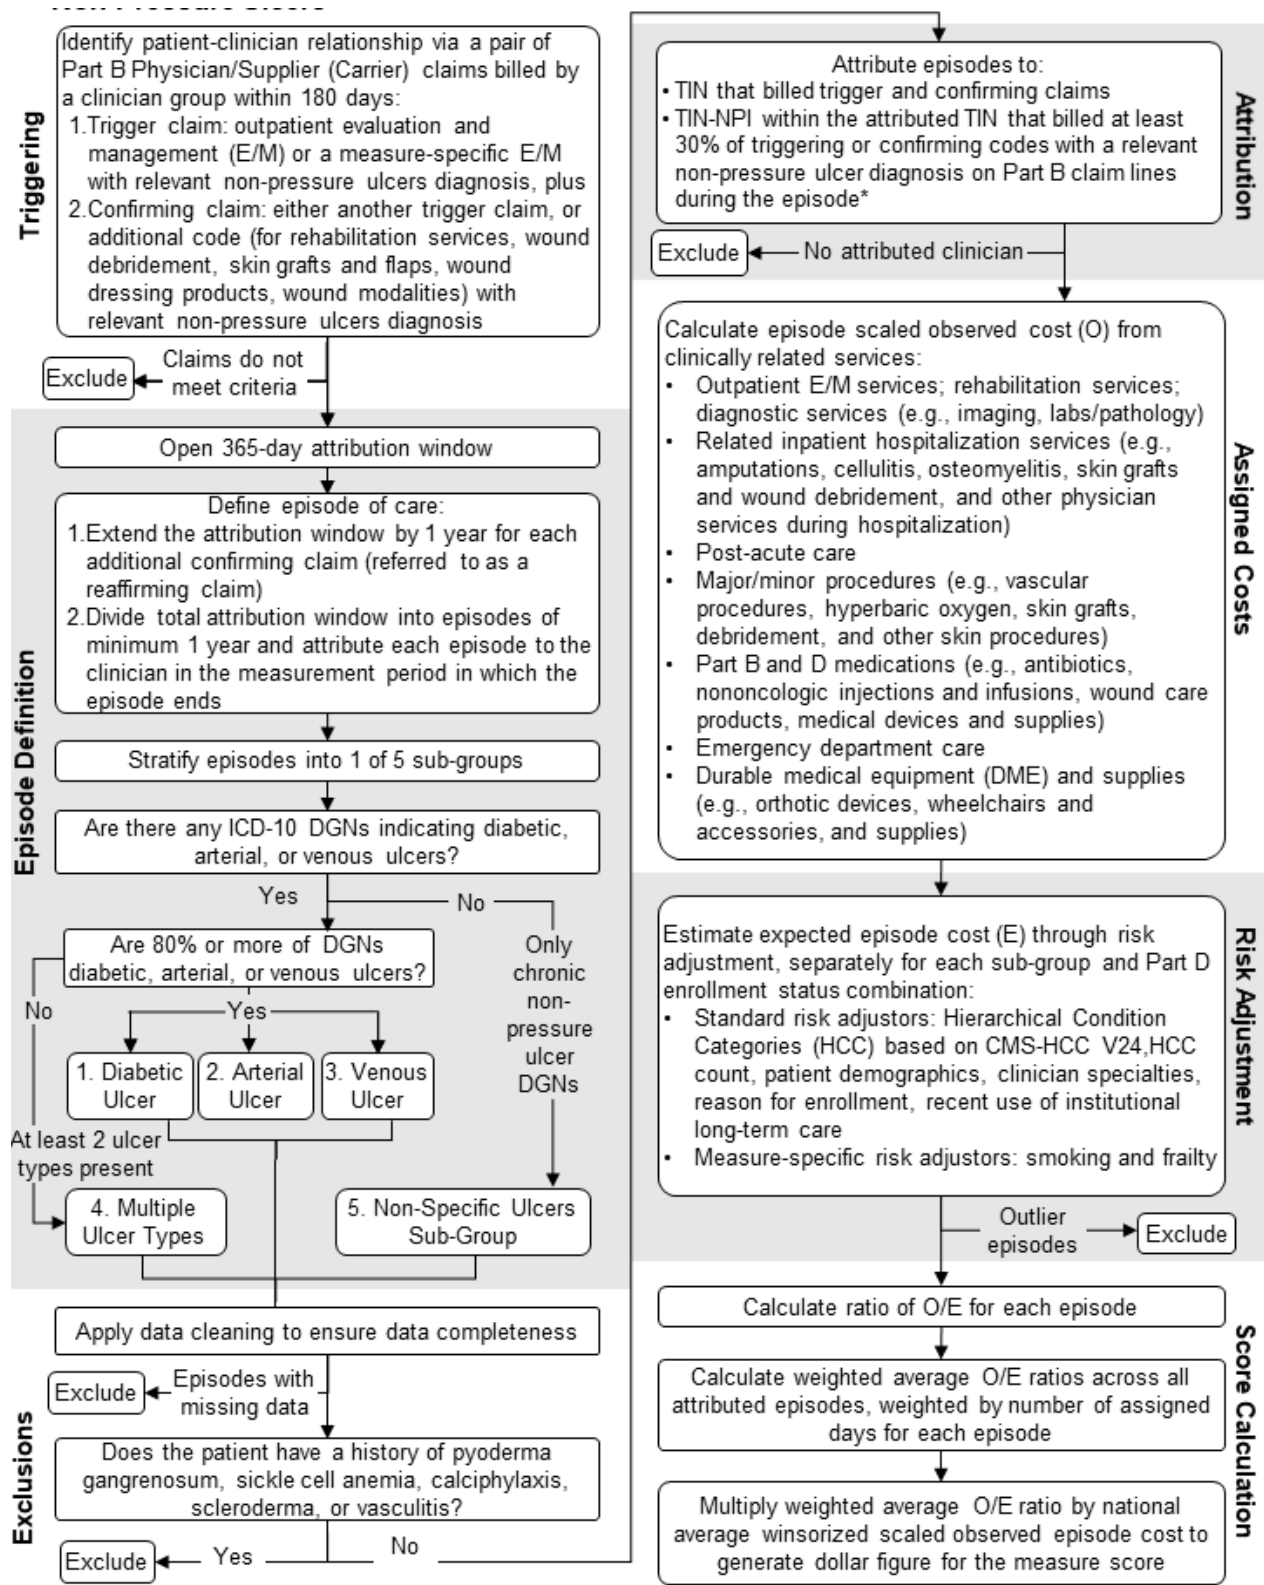 Triggering
Identify patient-clinician relationship via a pair of
Part B Physician/Supplier (Carrier) claims billed by
a clinician group within 180 days:
1.Trigger claim: outpatient evaluation and
management (E/M) or a measure-specific E/M
with relevant non-pressure ulcers diagnosis, plus
2.Confirming claim: either another trigger claim, or
additional code (for rehabilitation services, wound
debridement, skin grafts and flaps, wound
dressing products, wound modalities) with
relevant non-pressure ulcers diagnosis
Claims do not
meet criteria
Exclude
Episode Definition
Open 365-day attribution window
Define episode of care:
1.Extend the attribution window by 1 year for each
additional confirming claim (referred to as a
reaffirming claim)
2.Divide total attribution window into episodes of
minimum 1 year and attribute each episode to the
clinician in the measurement period in which the
episode ends
Stratify episodes into 1 of 5 sub-groups
Are there any ICD-10 DGNs indicating diabetic,
arterial, or venous ulcers?
Yes
No
Are 80% or more of DGNs
diabetic, arterial, or venous ulcers?
Only
chronic
non-
pressure
ulcer
DGNs
No
Yes
1. Diabetic
Ulcer
2. Arterial
Ulcer
3. Venous
Ulcer
At least 2 ulcer
types present
4. Multiple
Ulcer Types
5. Non-Specific Ulcers
Sub-Group
Exclusions
Apply data cleaning to ensure data completeness
Episodes with
missing data
Exclude
Does the patient have a history of pyoderma
gangrenosum, sickle cell anemia, calciphylaxis,
scleroderma, or vasculitis?
Exclude
Yes
No
Attribution
Attribute episodes to:
• TIN that billed trigger and confirming claims
• TIN-NPI within the attributed TIN that billed at least
30% of triggering or confirming codes with a relevant
non-pressure ulcer diagnosis on Part B claim lines
during the episode*
Exclude
No attributed clinician
Assigned Costs
Calculate episode scaled observed cost (O) from
clinically related services:
• Outpatient E/M services; rehabilitation services;
diagnostic services (e.g., imaging, labs/pathology)
• Related inpatient hospitalization services (e.g.,
amputations, cellulitis, osteomyelitis, skin grafts
and wound debridement, and other physician
services during hospitalization)
• Post-acute care
• Major/minor procedures (e.g., vascular
procedures, hyperbaric oxygen, skin grafts,
debridement, and other skin procedures)
• Part B and D medications (e.g., antibiotics,
nononcologic injections and infusions, wound care
products, medical devices and supplies)
• Emergency department care
• Durable medical equipment (DME) and supplies
(e.g., orthotic devices, wheelchairs and
accessories, and supplies)
Risk Adjustment
Estimate expected episode cost (E) through risk
adjustment, separately for each sub-group and Part D
enrollment status combination:
• Standard risk adjustors: Hierarchical Condition
Categories (HCC) based on CMS-HCC V24,HCC
count, patient demographics, clinician specialties,
reason for enrollment, recent use of institutional
long-term care
• Measure-specific risk adjustors: smoking and frailty
Outlier
episodes
Exclude
Score Calculation
Calculate ratio of O/E for each episode
Calculate weighted average O/E ratios across all
attributed episodes, weighted by number of assigned
days for each episode
Multiply weighted average O/E ratio by national
average winsorized scaled observed episode cost to
generate dollar figure for the measure score